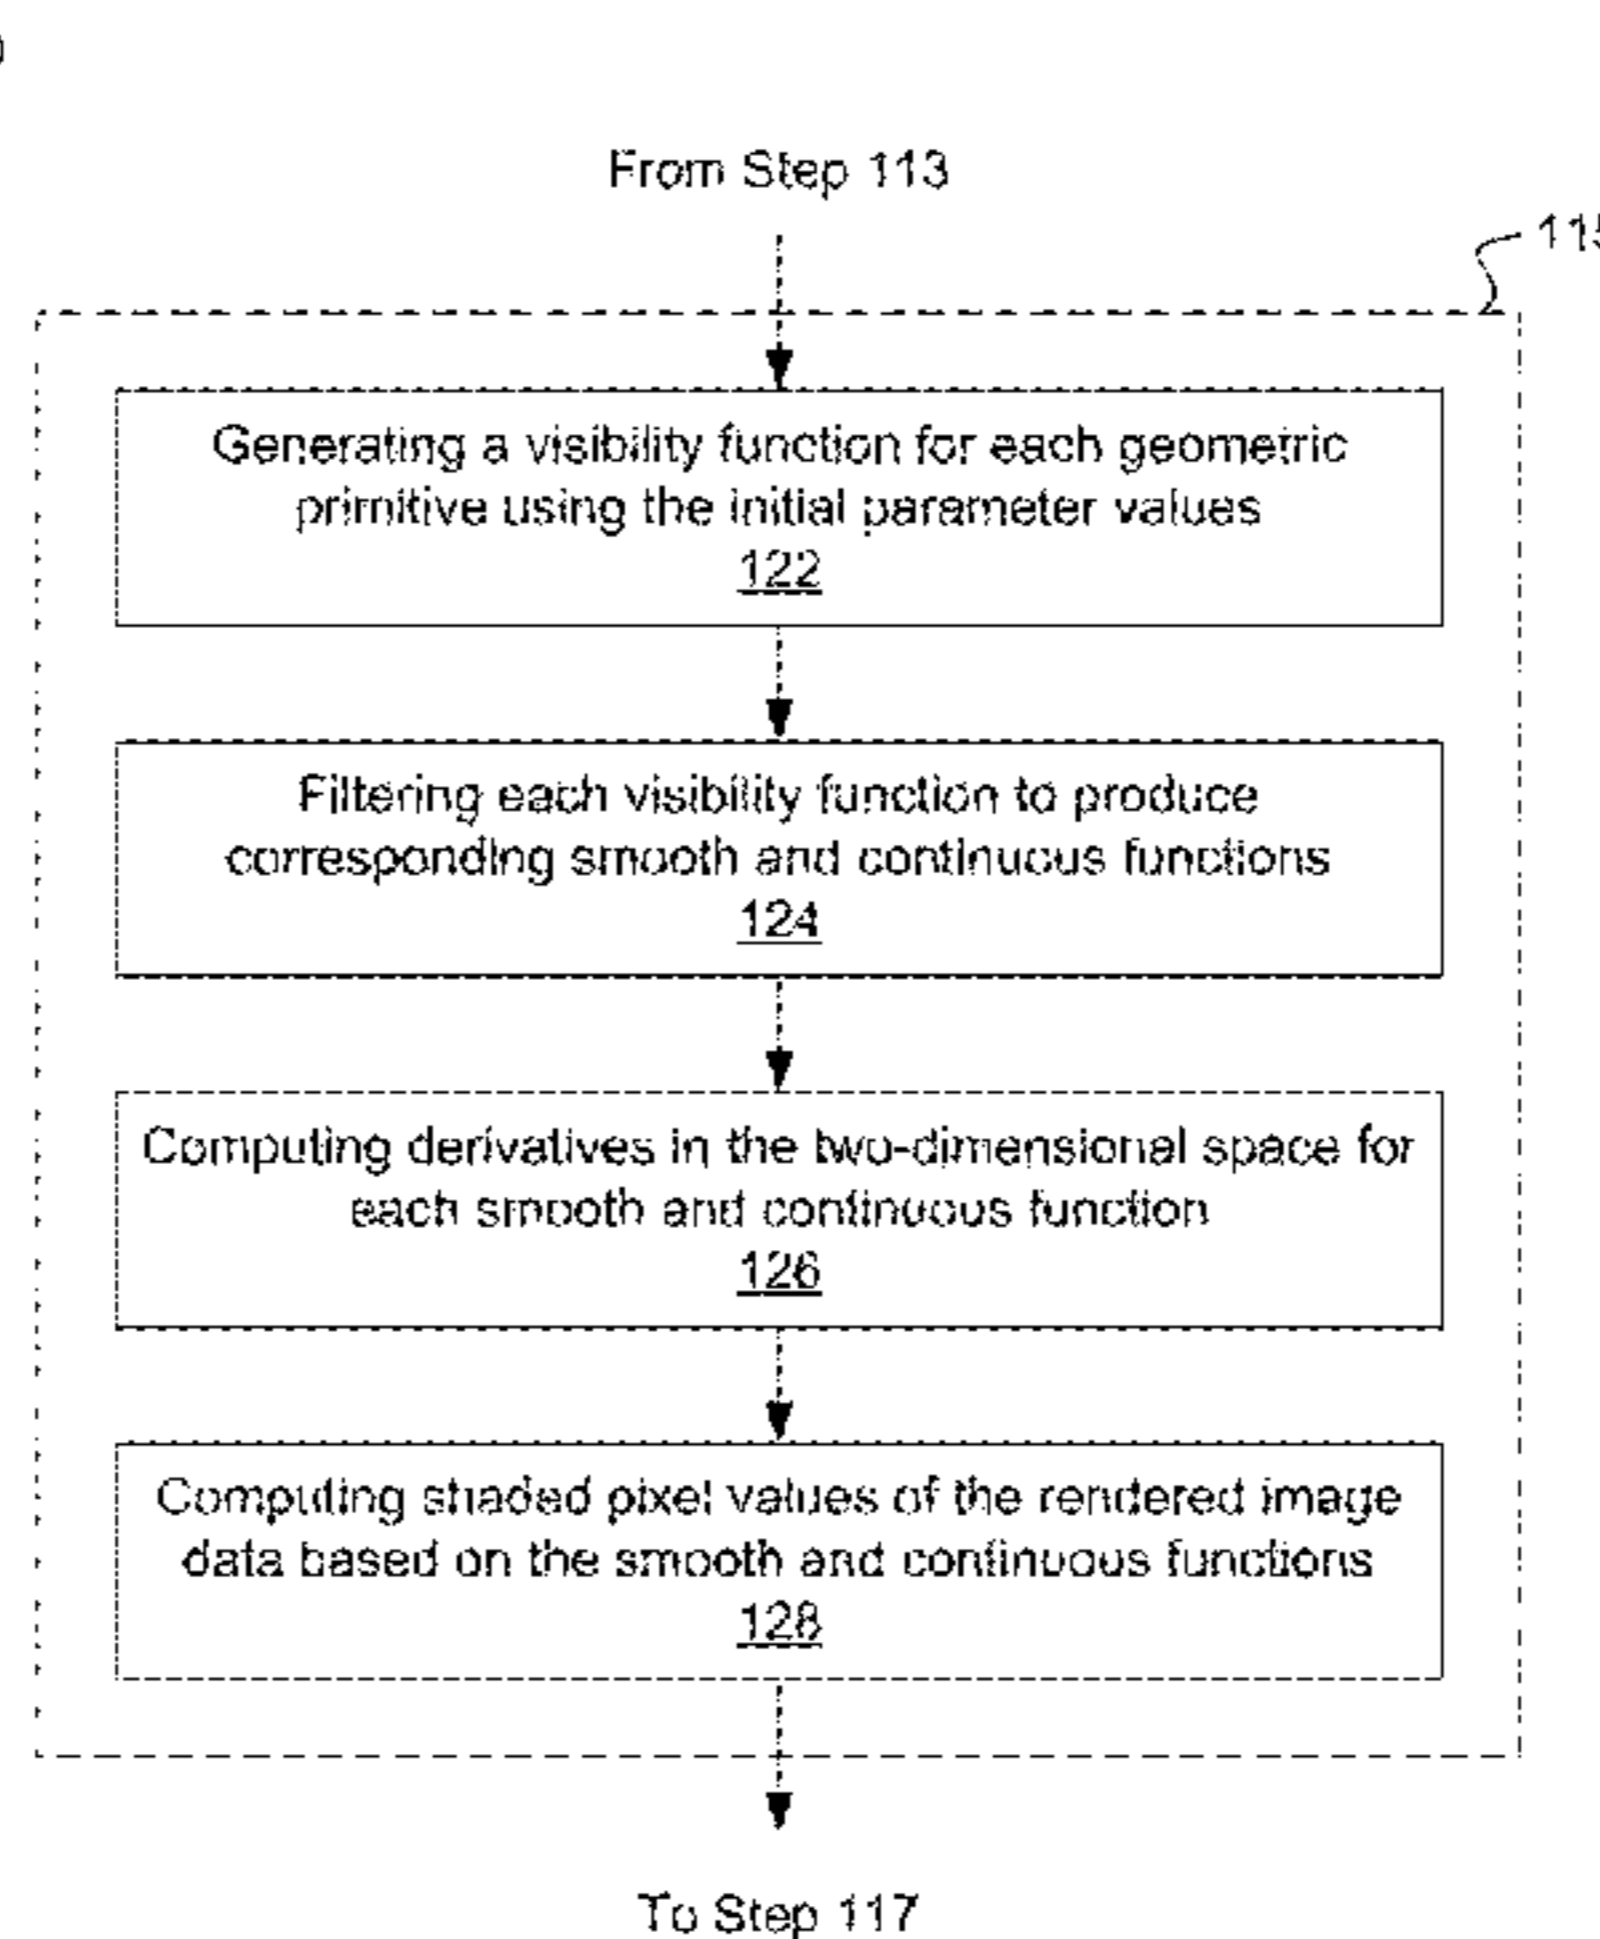 From Step 113
115
Generating a visibility function for each geometric
primitive using the initial parameter values
122
Filtering each visibility function to produce
corresponding smooth and continuous functions
124
Computing derivatives in the two-dimensional space for
each smooth and continuous function
126
Computing shaded pixel values of the rendered image
data based on the smooth and continuous functions
128
To Step 117